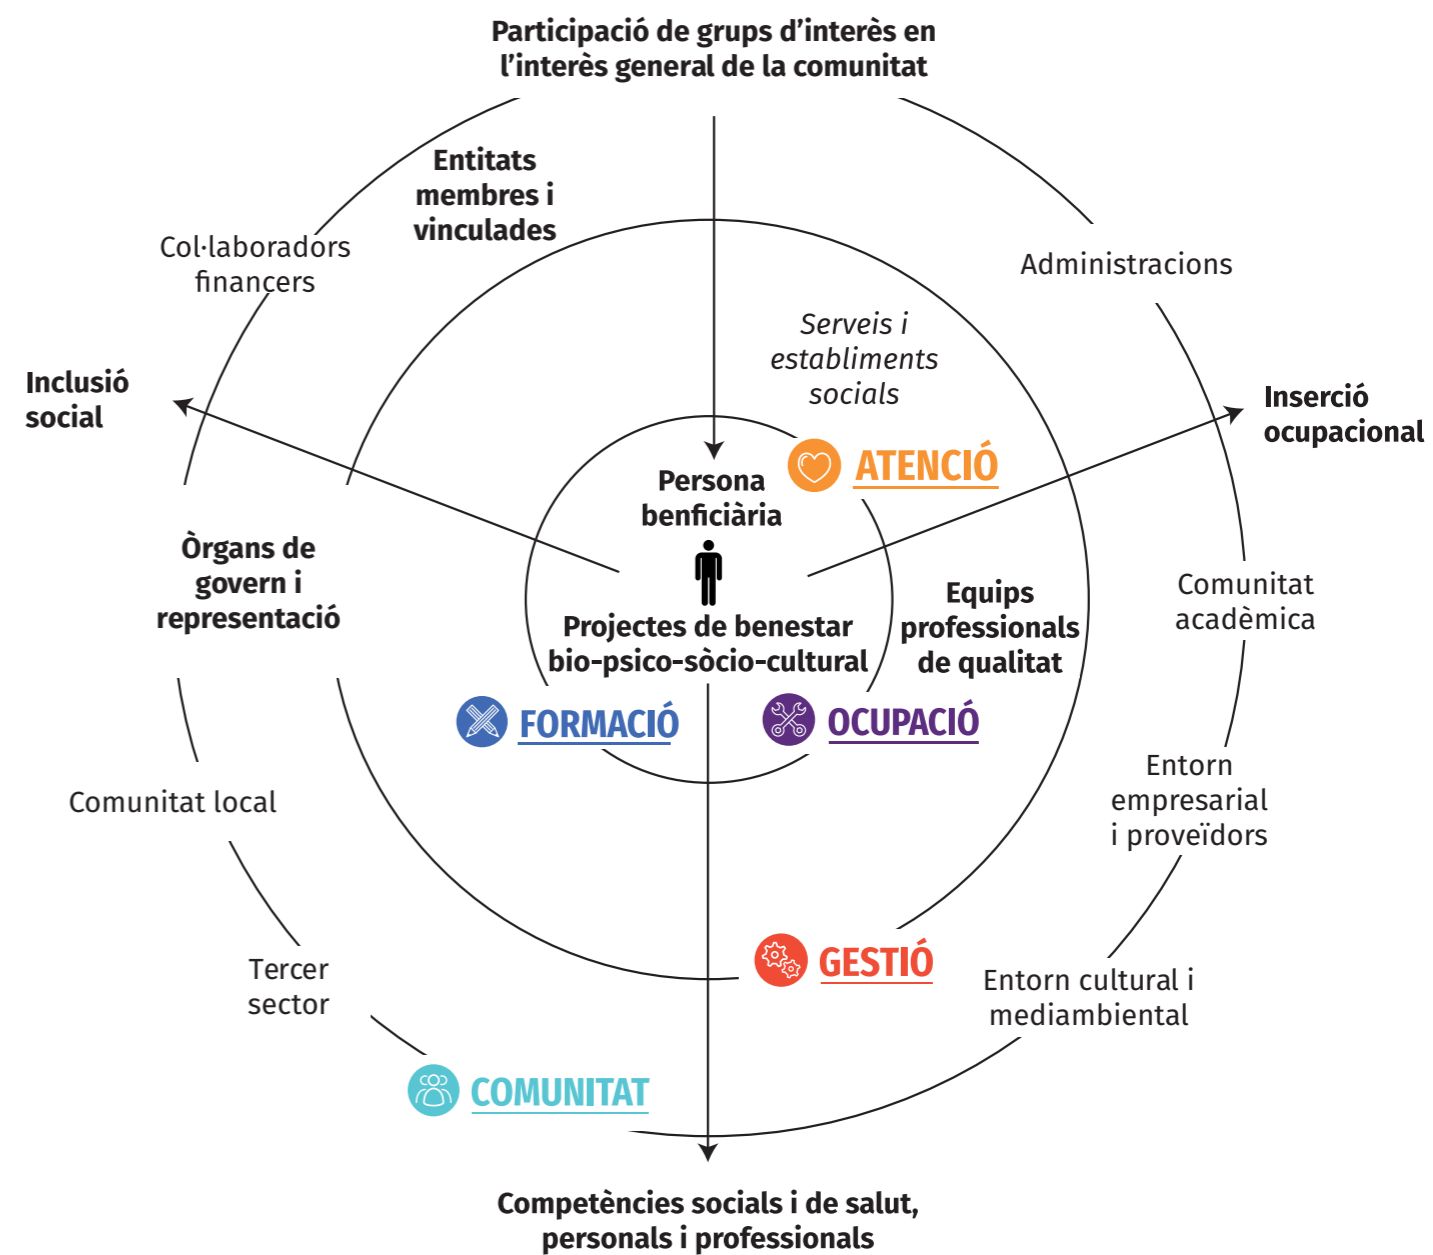 Participació de grups d’interès en
l’interès general de la comunitat
Entitats
membres i
vinculades
Col·laboradors
financers
Administracions
Serveis i
establiments
socials
Inclusió
social
Inserció
ocupacional
ATENCIÓ
Persona
benficiària
Òrgans de
govern i
representació
Equips
professionals
de qualitat
Comunitat
acadèmica
Projectes de benestar
bio-psico-sòcio-cultural
FORMACIÓ
OCUPACIÓ
Comunitat local
Entorn
empresarial
i proveïdors
GESTIÓ
Tercer
sector
Entorn cultural i
mediambiental
COMUNITAT
Competències socials i de salut,
personals i professionals